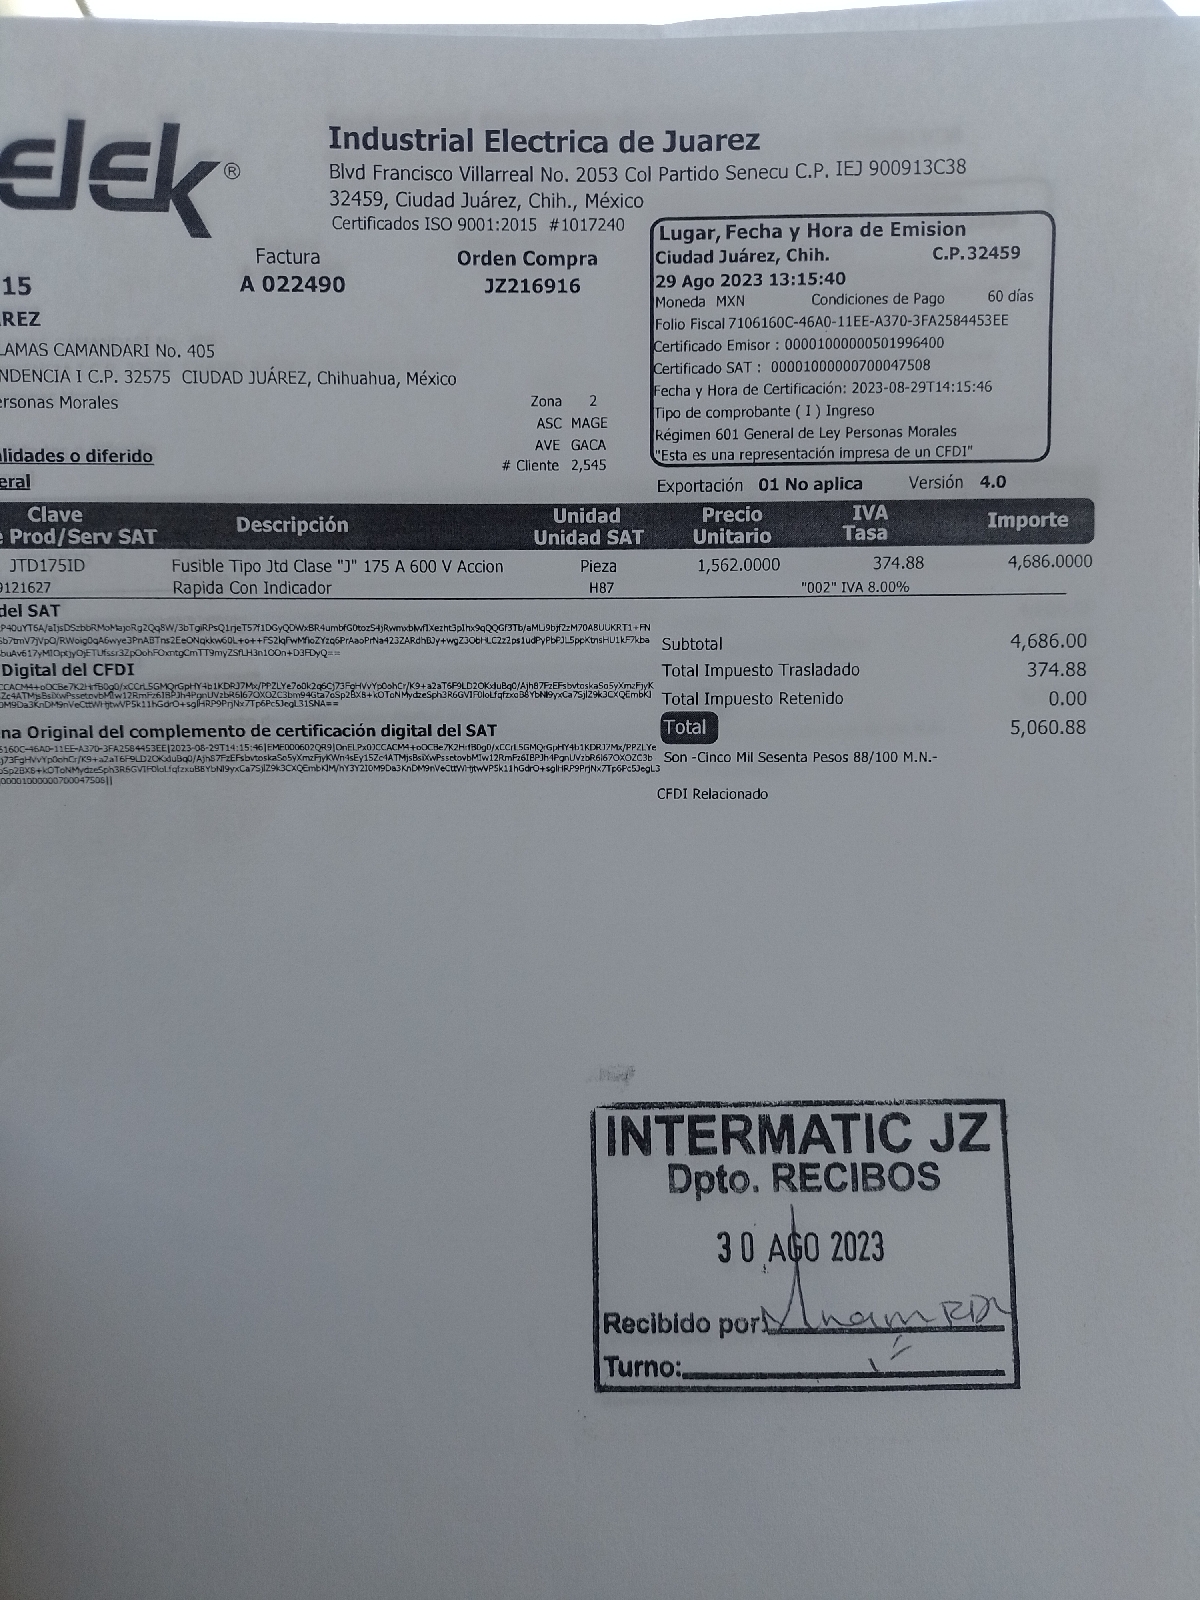 elek®
Industrial Electrica de Juarez
Blvd Francisco Villarreal No. 2053 Col Partido Senecu C.P. IEJ 900913C38
32459, Ciudad Juárez, Chih., México
Certificados ISO 9001:2015 #1017240
Factura
Orden Compra
15
A 022490
JZ216916
REZ
LAMAS CAMANDARI No. 405
NDENCIA I C.P. 32575 CIUDAD JUÁREZ, Chihuahua, México
ersonas Morales
Zona 2
ASC MAGE
AVE GACA
# Cliente 2,545
alidades o diferido
eral
Lugar, Fecha y Hora de Emision
Ciudad Juárez, Chih. C.P.32459
29 Ago 2023 13:15:40
Moneda MXN Condiciones de Pago 60 días
Folio Fiscal 7106160C-46A0-11EE-A370-3FA2584453EE
Certificado Emisor : 00001000000501996400
Certificado SAT : 00001000000700047508
Fecha y Hora de Certificación: 2023-08-29T14:15:46
Tipo de comprobante ( I ) Ingreso
Régimen 601 General de Ley Personas Morales
"Esta es una representación impresa de un CFDI"
Exportación 01 No aplica Versión 4.0
Clave Descripción Unidad Precio IVA Importe
Prod/Serv SAT Unidad SAT Unitario Tasa
JTD175ID Fusible Tipo Jtd Clase "J" 175 A 600 V Accion Pieza 1,562.0000 374.88 4,686.0000
9121627 Rapida Con Indicador H87 "002" IVA 8.00%
del SAT
Digital del CFDI
na Original del complemento de certificación digital del SAT
Subtotal 4,686.00
Total Impuesto Trasladado 374.88
Total Impuesto Retenido 0.00
Total 5,060.88
Son -Cinco Mil Sesenta Pesos 88/100 M.N.-
CFDI Relacionado
INTERMATIC JZ
Dpto. RECIBOS
30 AGO 2023
Recibido por:
Turno: